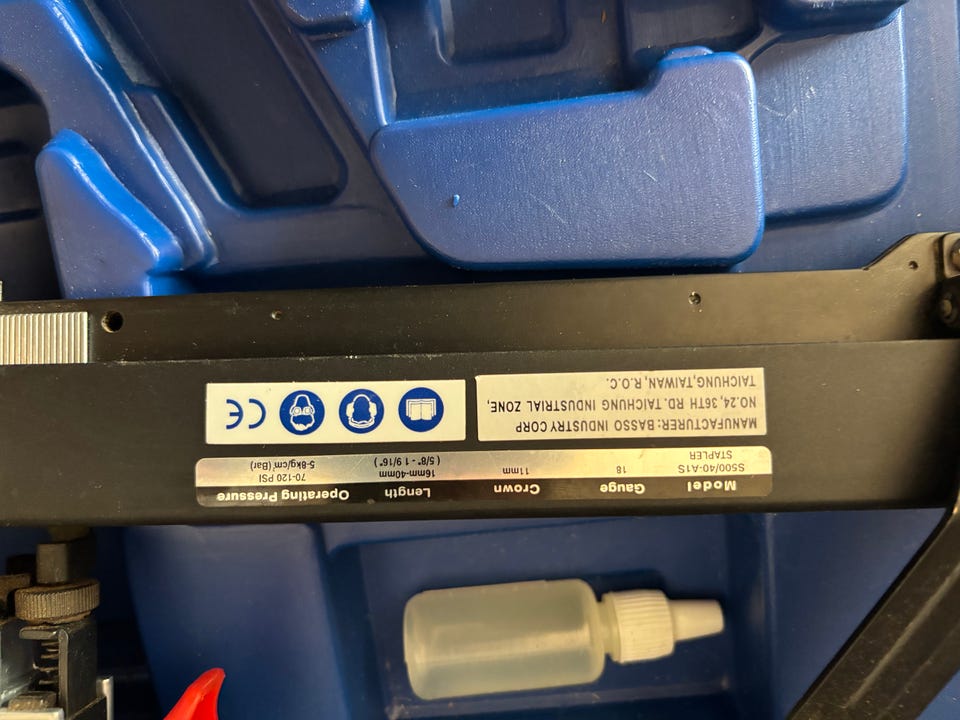 Model Gauge Crown Length Operating Pressure
S500/40-A1S 18 11mm 16mm-40mm 70-120 PSI
STAPLER ( 5/8" - 1 9/16" ) 5-8kg/cm (Bar)
MANUFACTURER: BASSO INDUSTRY CORP
NO.24, 36TH RD. TAICHUNG INDUSTRIAL ZONE,
TAICHUNG,TAIWAN, R.O.C.
CE